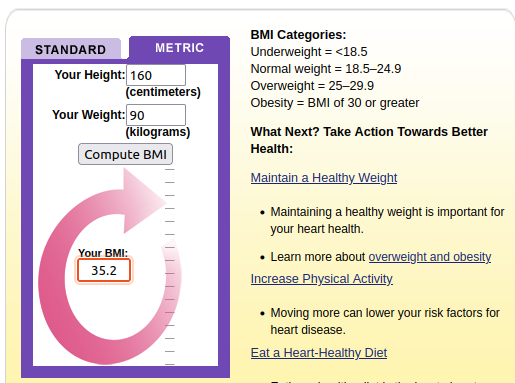 STANDARD
METRIC
Your Height: 160
(centimeters)
Your Weight: 90
(kilograms)
Compute BMI
Your BMI:
35.2
BMI Categories:
Underweight = <18.5
Normal weight = 18.5–24.9
Overweight = 25–29.9
Obesity = BMI of 30 or greater
What Next? Take Action Towards Better
Health:
Maintain a Healthy Weight
• Maintaining a healthy weight is important for
your heart health.
• Learn more about overweight and obesity
Increase Physical Activity
• Moving more can lower your risk factors for
heart disease.
Eat a Heart-Healthy Diet